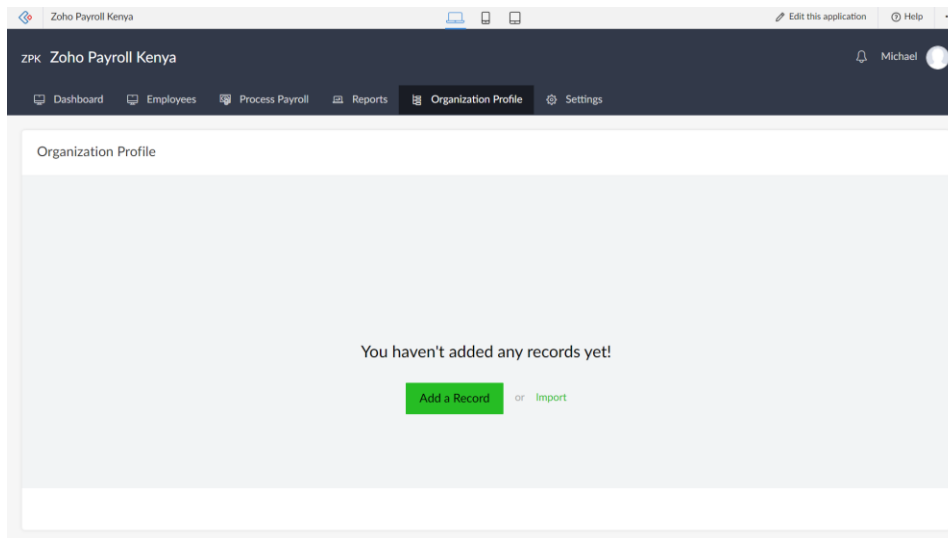 Zoho Payroll Kenya Edit this application Help
ZPK Zoho Payroll Kenya Michael
Dashboard Employees Process Payroll Reports Organization Profile Settings
Organization Profile
You haven't added any records yet!
Add a Record or Import